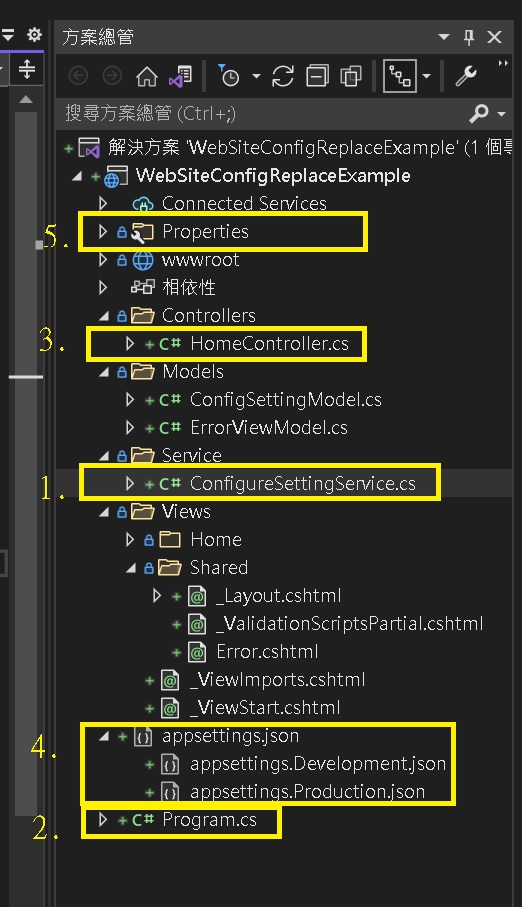 方案總管
搜尋方案總管 (Ctrl+;)
解決方案 'WebSiteConfigReplaceExample' (1 個
WebSiteConfigReplaceExample
Connected Services
5. Properties
wwwroot
相依性
Controllers
3. C# HomeController.cs
Models
C# ConfigSettingModel.cs
C# ErrorViewModel.cs
Service
1. C# ConfigureSettingService.cs
Views
Home
Shared
_Layout.cshtml
_ValidationScriptsPartial.cshtml
Error.cshtml
_ViewImports.cshtml
_ViewStart.cshtml
4. appsettings.json
appsettings.Development.json
appsettings.Production.json
2. C# Program.cs